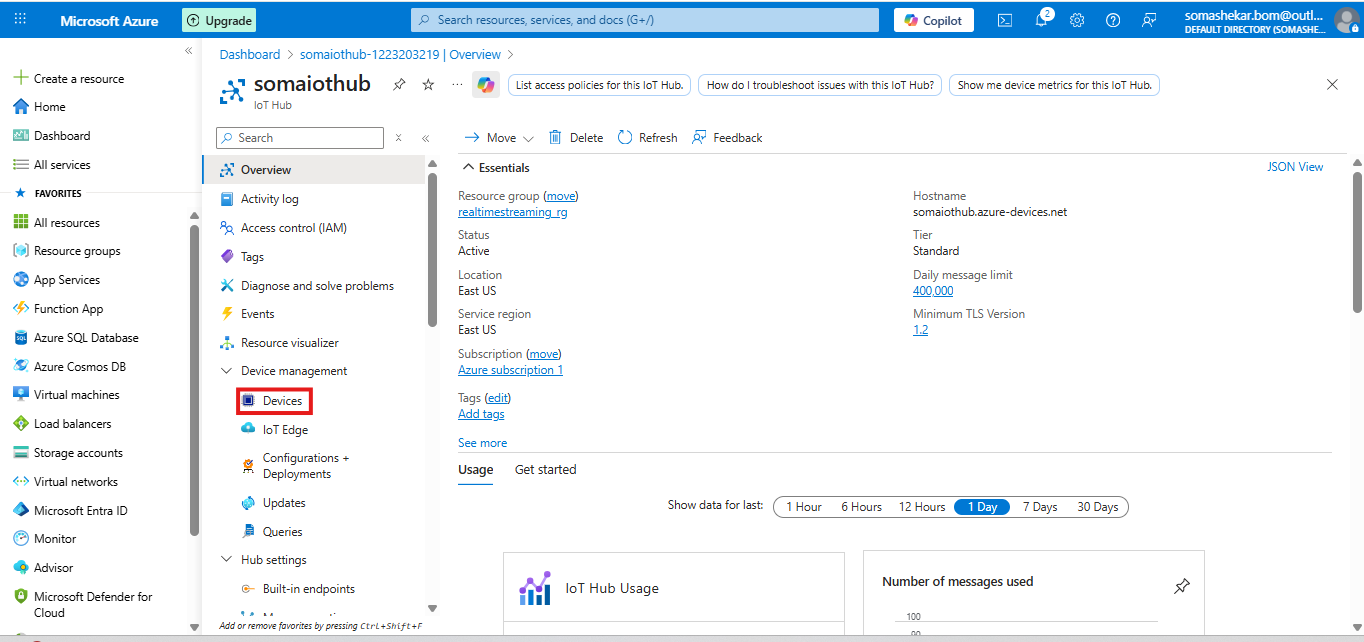 Microsoft Azure
Upgrade
Search resources, services, and docs (G+/)
Copilot
2
somashekar.bom@outl...
DEFAULT DIRECTORY (SOMASHE...
Create a resource
Home
Dashboard
All services
FAVORITES
All resources
Resource groups
App Services
Function App
Azure SQL Database
Azure Cosmos DB
Virtual machines
Load balancers
Storage accounts
Virtual networks
Microsoft Entra ID
Monitor
Advisor
Microsoft Defender for
Cloud
Dashboard > somaiothub-1223203219 | Overview >
somaiothub
IoT Hub
List access policies for this IoT Hub.
How do I troubleshoot issues with this IoT Hub?
Show me device metrics for this IoT Hub.
Search
Overview
Activity log
Access control (IAM)
Tags
Diagnose and solve problems
Events
Resource visualizer
Device management
Devices
IoT Edge
Configurations +
Deployments
Updates
Queries
Hub settings
Built-in endpoints
Add or remove favorites by pressing Ctrl+Shift+F
Move
Delete
Refresh
Feedback
Essentials
JSON View
Resource group (move)
realtimestreaming_rg
Status
Active
Location
East US
Service region
East US
Subscription (move)
Azure subscription 1
Tags (edit)
Add tags
See more
Hostname
somaiothub.azure-devices.net
Tier
Standard
Daily message limit
400,000
Minimum TLS Version
1.2
Usage
Get started
Show data for last:
1 Hour
6 Hours
12 Hours
1 Day
7 Days
30 Days
IoT Hub Usage
Number of messages used
100
90